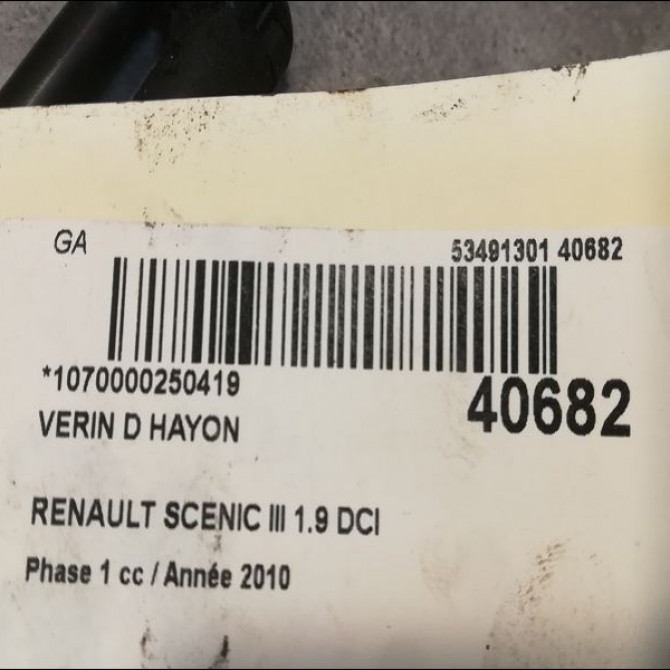 GA 53491301 40682
*1070000250419
40682
VERIN D HAYON
RENAULT SCENIC III 1.9 DCI
Phase 1 cc / Année 2010